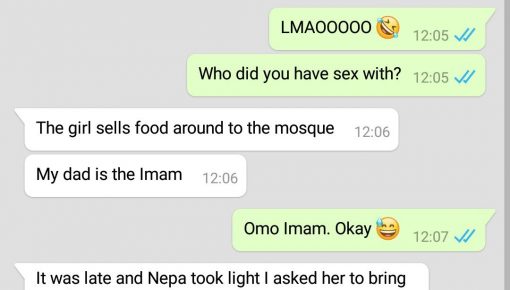 LMAOOOOO 🤣 12:05
Who did you have sex with? 12:05
The girl sells food around to the mosque 12:06
My dad is the Imam 12:06
Omo Imam. Okay 😅 12:07
It was late and Nepa took light I asked her to bring